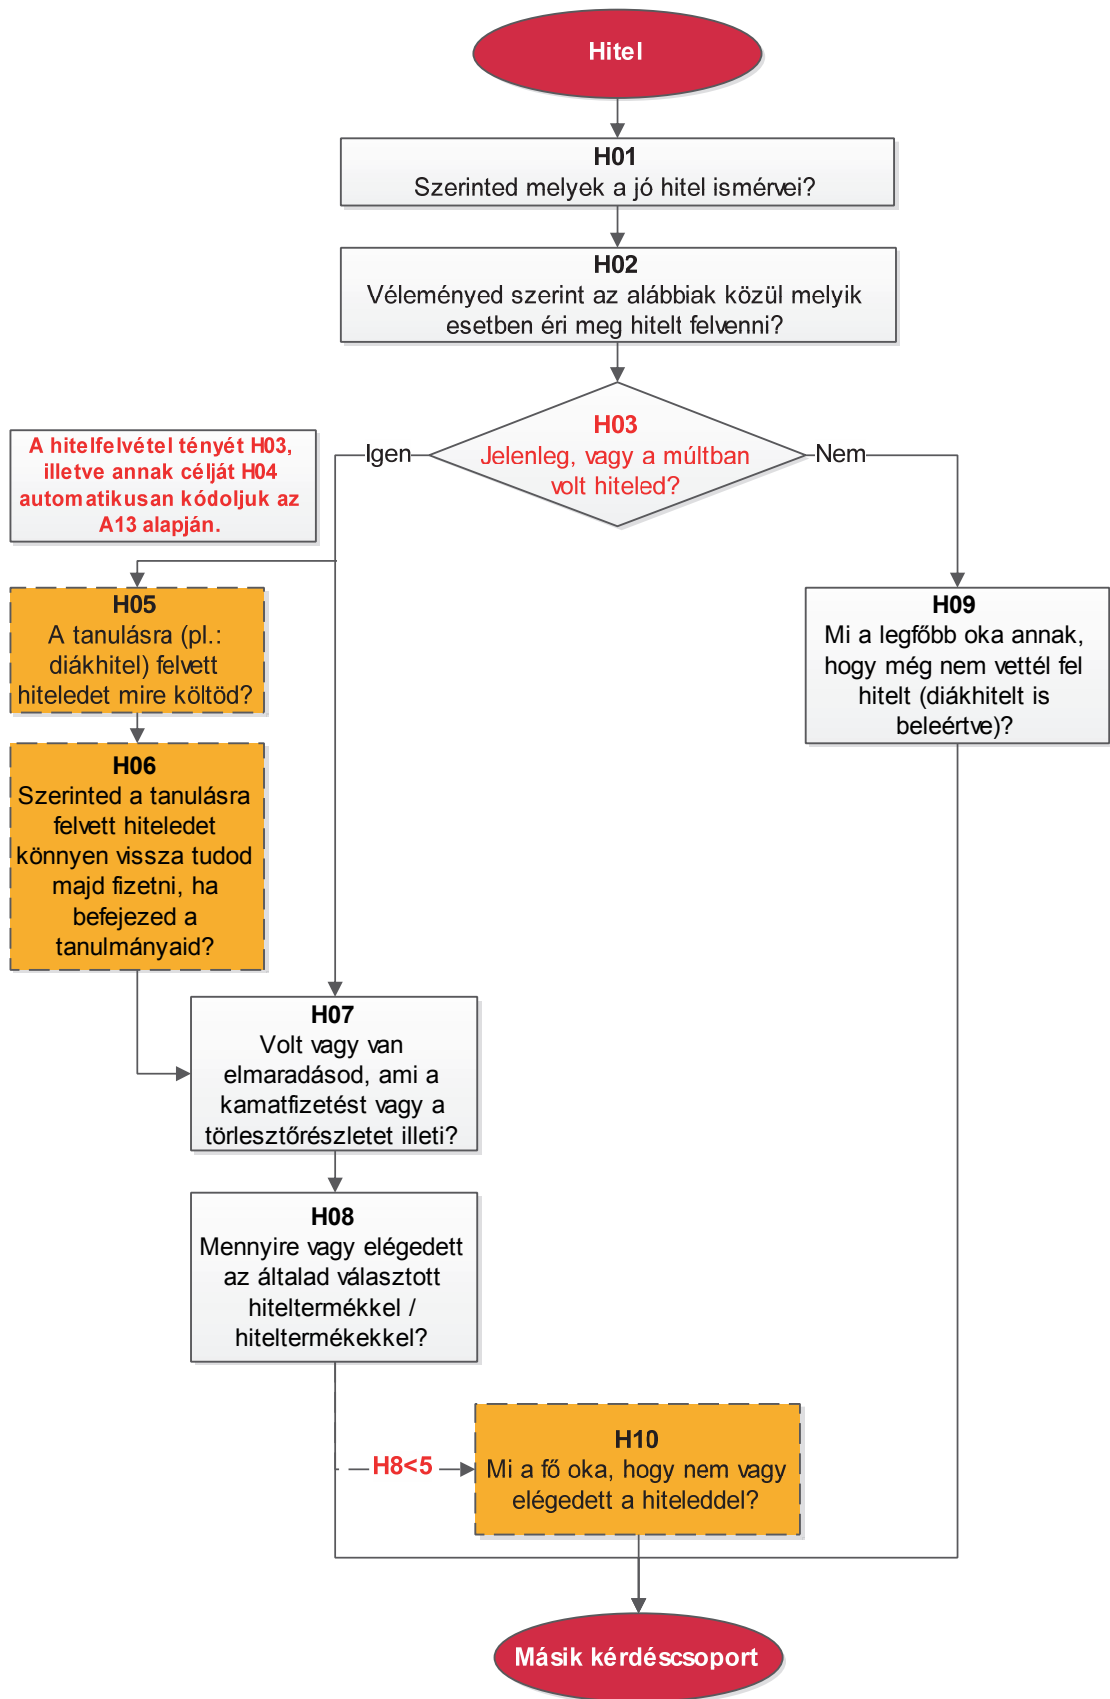 Hitel
H01
Szerinted melyek a jó hitel ismérvei?
H02
Véleményed szerint az alábbiak közül melyik
esetben éri meg hitelt felvenni?
H03
Jelenleg, vagy a múltban
volt hiteled?
Igen
Nem
A hitelfelvétel tényét H03,
illetve annak célját H04
automatikusan kódoljuk az
A13 alapján.
H05
A tanulásra (pl.:
diákhitel) felvett
hiteledet mire költöd?
H09
Mi a legfőbb oka annak,
hogy még nem vettél fel
hitelt (diákhitelt is
beleértve)?
H06
Szerinted a tanulásra
felvett hiteledet
könnyen vissza tudod
majd fizetni, ha
befejezed a
tanulmányaid?
H07
Volt vagy van
elmaradásod, ami a
kamatfizetést vagy a
törlesztőrészletet illeti?
H08
Mennyire vagy elégedett
az általad választott
hiteltermékkel /
hiteltermékekkel?
H8<5
H10
Mi a fő oka, hogy nem vagy
elégedett a hiteleddel?
Másik kérdéscsoport